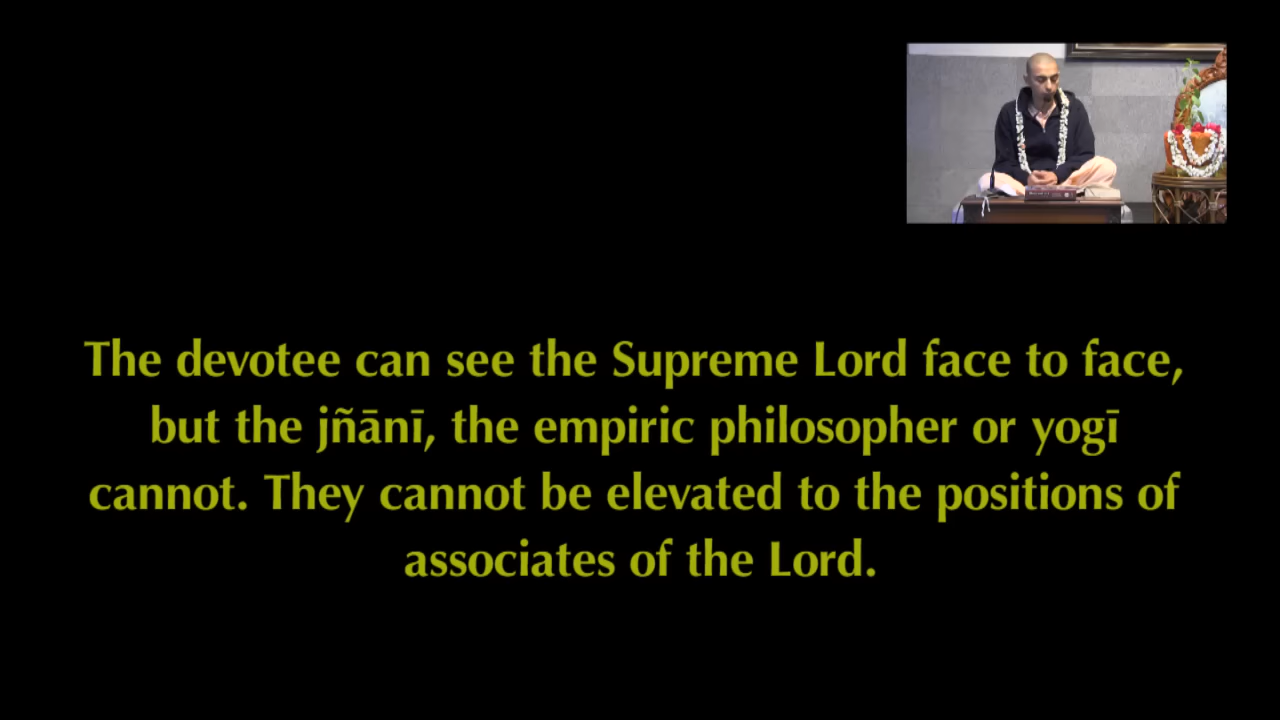 The devotee can see the Supreme Lord face to face,
but the jñānī, the empiric philosopher or yogī
cannot. They cannot be elevated to the positions of
associates of the Lord.